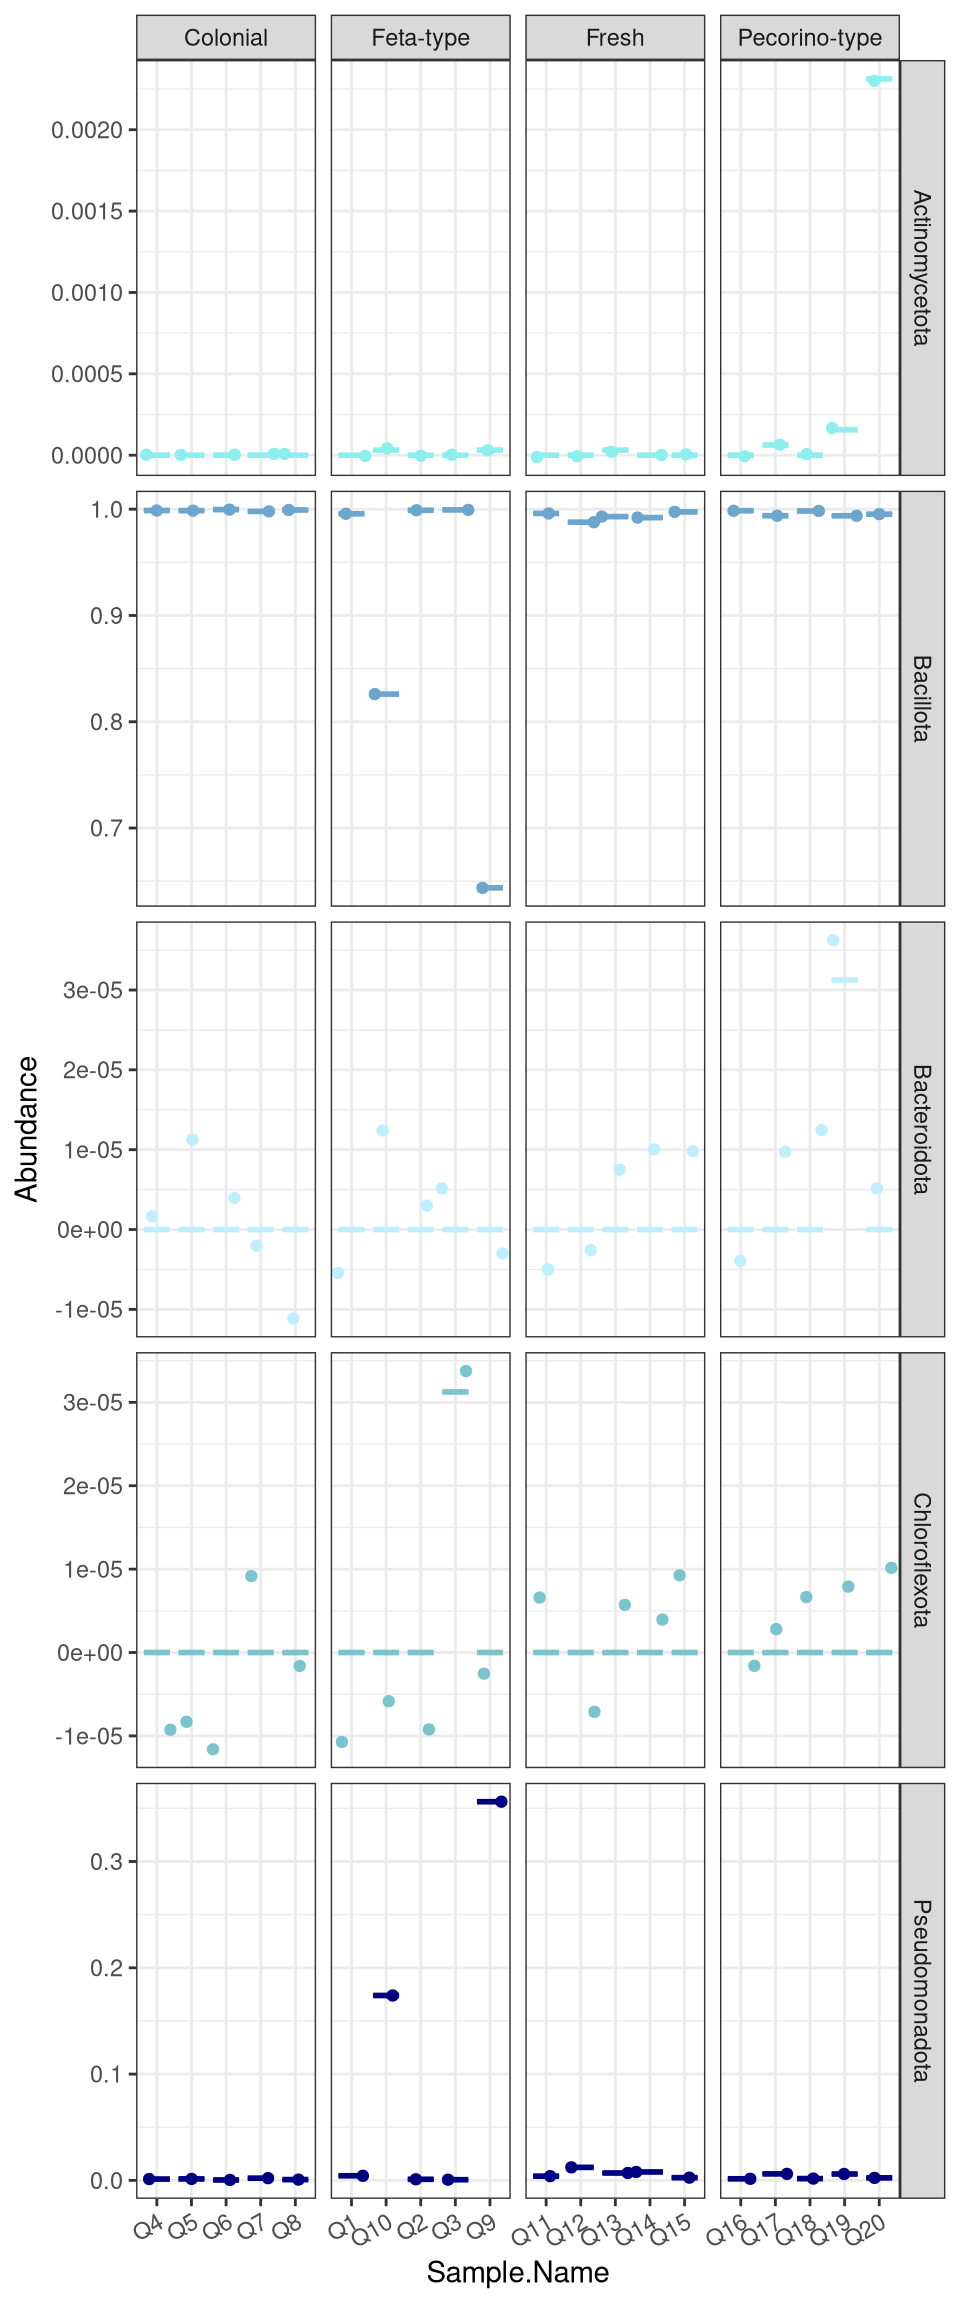 Colonial Feta-type Fresh Pecorino-type
Actinomycetota
0.0020
0.0015
0.0010
0.0005
0.0000
Bacillota
1.0
0.9
0.8
0.7
Bacteroidota
3e-05
2e-05
1e-05
0e+00
-1e-05
Abundance
Chloroflexota
3e-05
2e-05
1e-05
0e+00
-1e-05
Pseudomonadota
0.3
0.2
0.1
0.0
Q4 Q5 Q6 Q7 Q8 Q1 Q10 Q2 Q3 Q9 Q11 Q12 Q13 Q14 Q15 Q16 Q17 Q18 Q19 Q20
Sample.Name